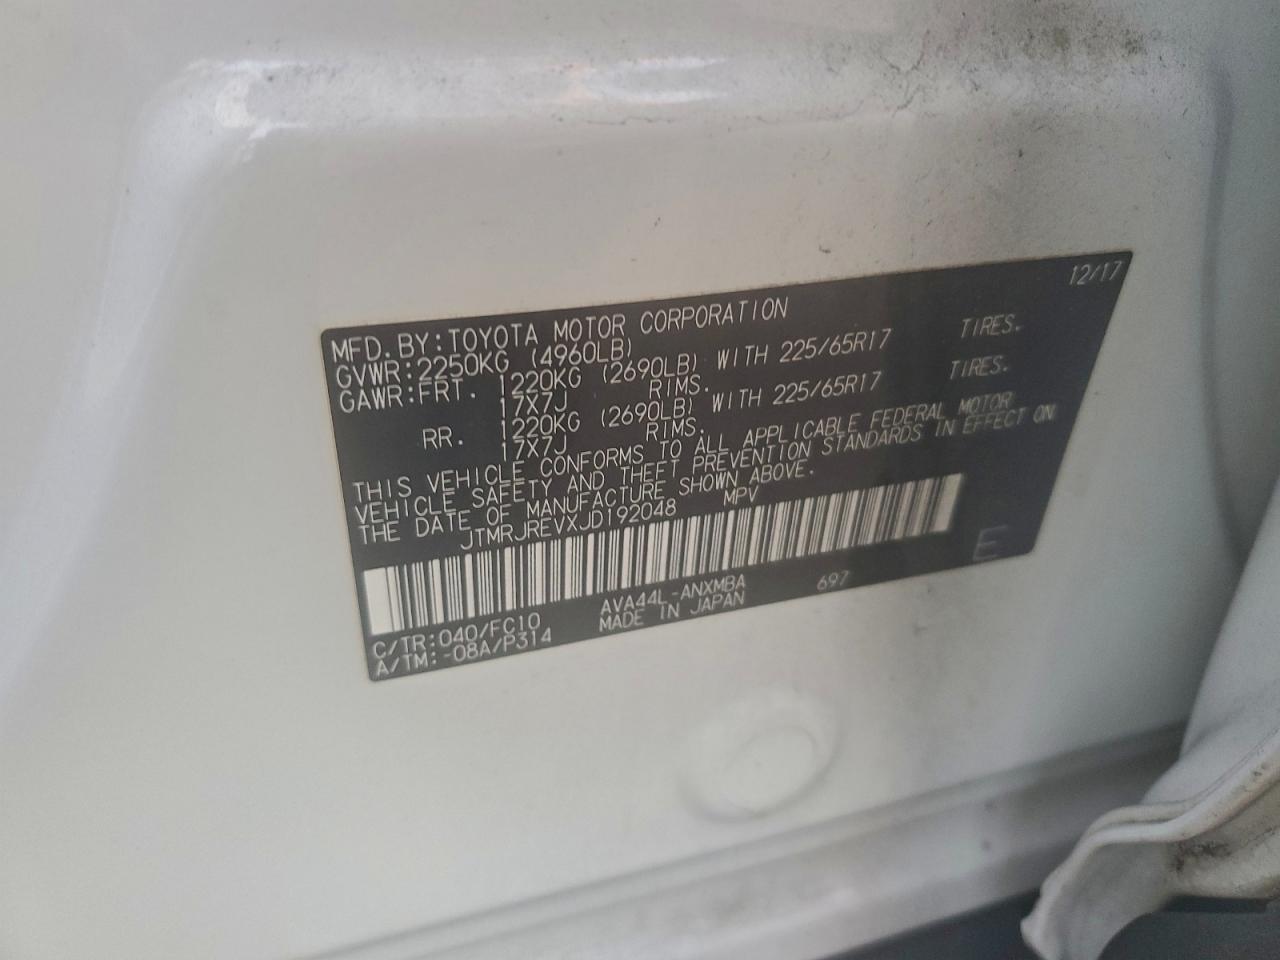 12/17
MFD. BY: TOYOTA MOTOR CORPORATION
GVWR: 2250KG (4960LB)
GAWR: FRT. 1220KG (2690LB) WITH 225/65R17 TIRES.
17X7J RIMS.
RR. 1220KG (2690LB) WITH 225/65R17 TIRES.
17X7J RIMS.
THIS VEHICLE CONFORMS TO ALL APPLICABLE FEDERAL MOTOR
VEHICLE SAFETY AND THEFT PREVENTION STANDARDS IN EFFECT ON
THE DATE OF MANUFACTURE SHOWN ABOVE.
JTMRJREVXJD192048 MPV
E
C/TR: 040/FC10 AVA44L-ANXMBA 697
A/TM: -08A/P314 MADE IN JAPAN